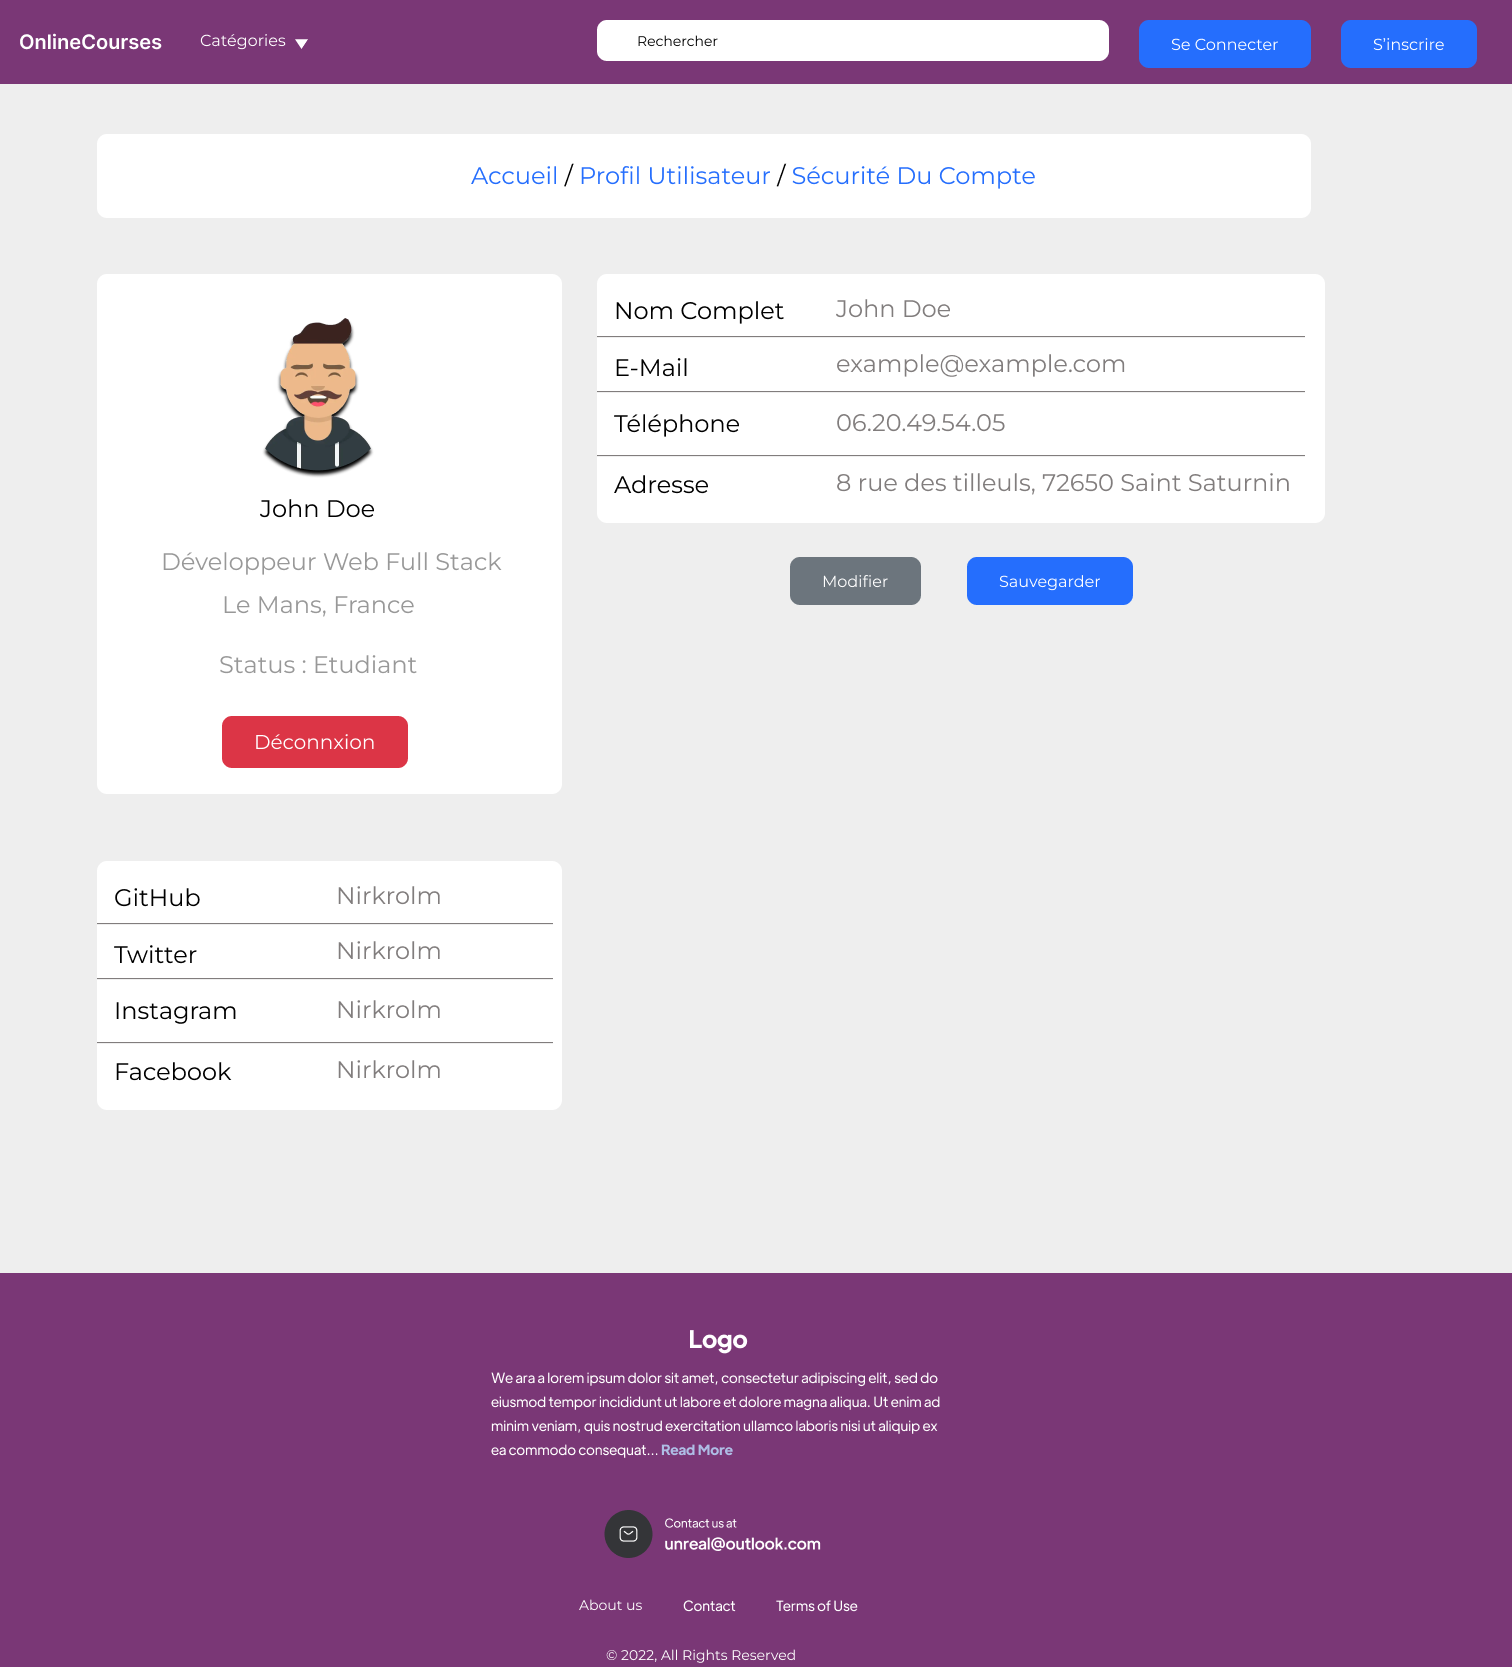 OnlineCourses
Catégories
Rechercher
Se Connecter
S'inscrire
Accueil / Profil Utilisateur / Sécurité Du Compte
John Doe
Développeur Web Full Stack
Le Mans, France
Status : Etudiant
Déconnxion
Nom Complet John Doe
E-Mail example@example.com
Téléphone 06.20.49.54.05
Adresse 8 rue des tilleuls, 72650 Saint Saturnin
Modifier
Sauvegarder
GitHub Nirkrolm
Twitter Nirkrolm
Instagram Nirkrolm
Facebook Nirkrolm
Logo
We ara a lorem ipsum dolor sit amet, consectetur adipiscing elit, sed do
eiusmod tempor incididunt ut labore et dolore magna aliqua. Ut enim ad
minim veniam, quis nostrud exercitation ullamco laboris nisi ut aliquip ex
ea commodo consequat... Read More
Contact us at
unreal@outlook.com
About us
Contact
Terms of Use
© 2022, All Rights Reserved